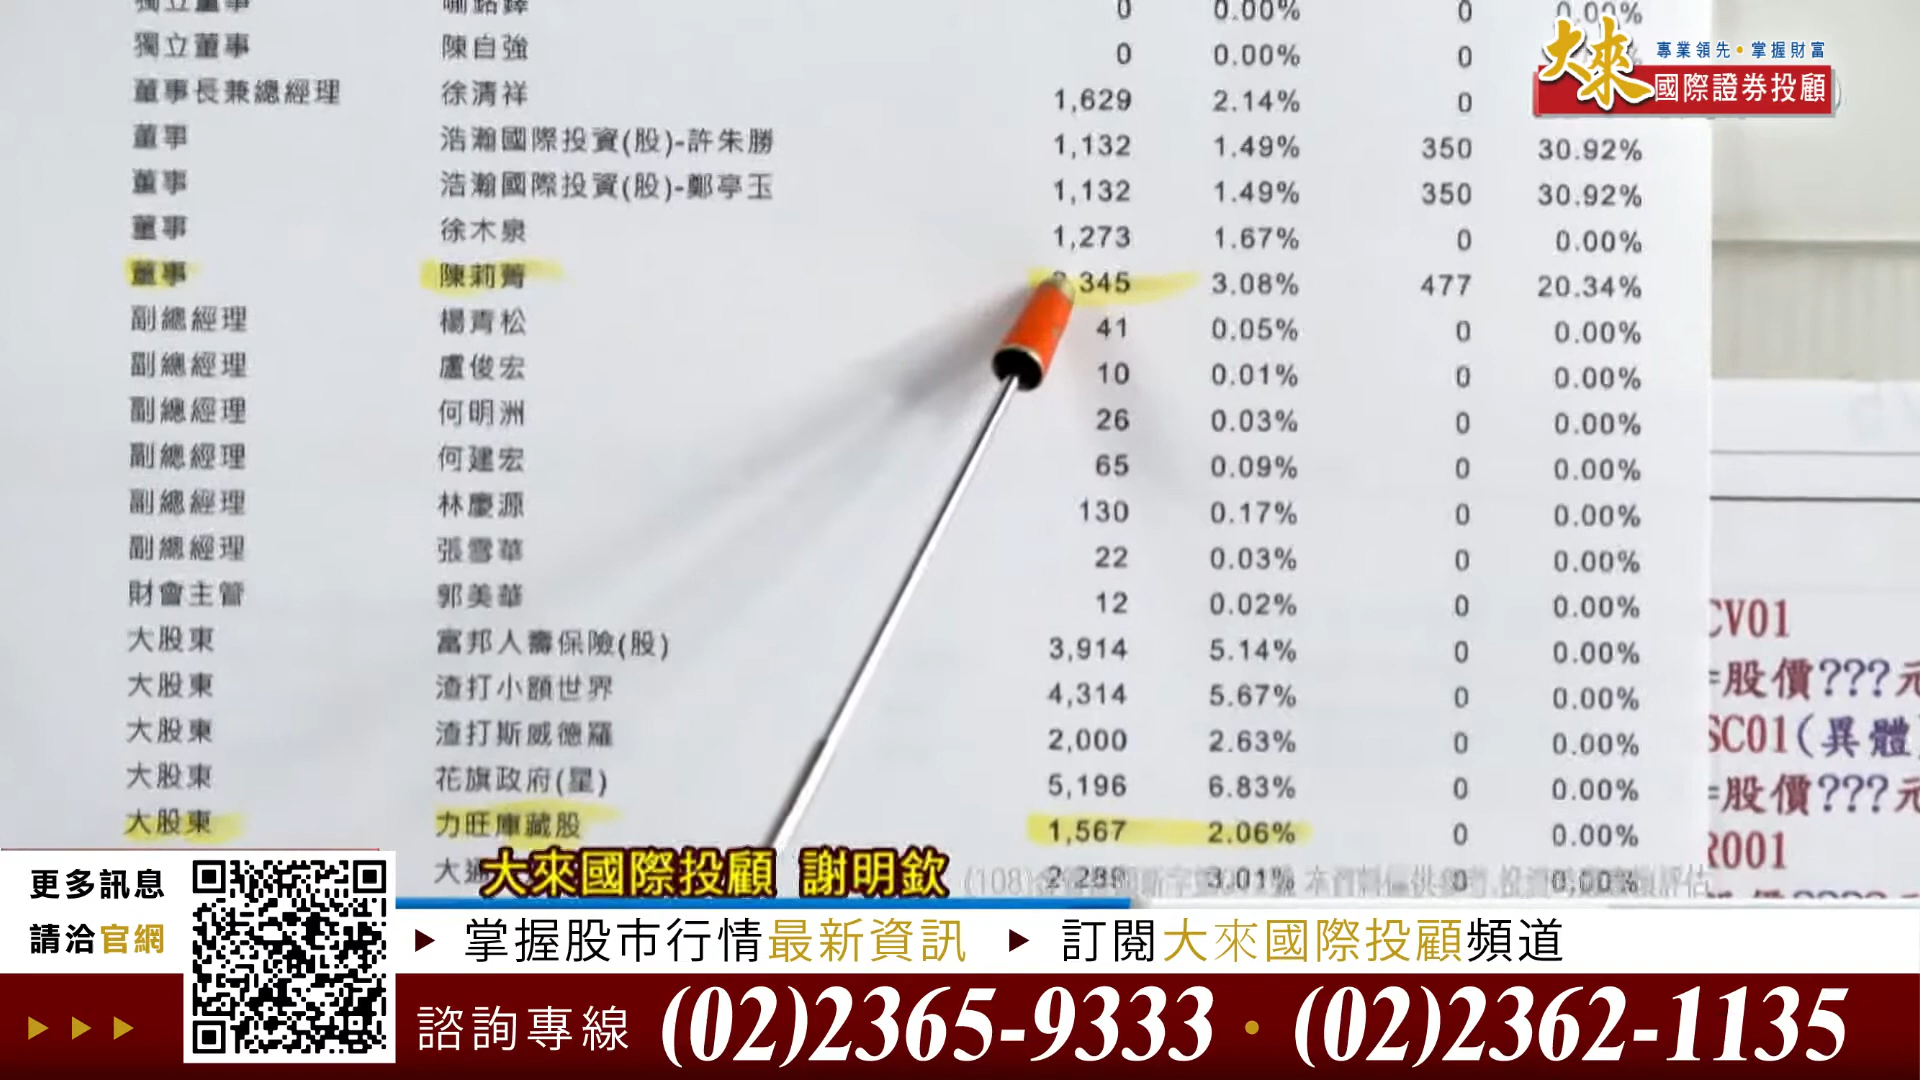 獨立董事 0 0.00% 0 0.00%
獨立董事 陳自強 0 0.00% 0
董事長兼總經理 徐清祥 1,629 2.14% 0
董事 浩瀚國際投資(股)-許朱勝 1,132 1.49% 350 30.92%
董事 浩瀚國際投資(股)-鄭亭玉 1,132 1.49% 350 30.92%
董事 徐木泉 1,273 1.67% 0 0.00%
董事 陳莉菁 345 3.08% 477 20.34%
副總經理 楊青松 41 0.05% 0 0.00%
副總經理 盧俊宏 10 0.01% 0 0.00%
副總經理 何明洲 26 0.03% 0 0.00%
副總經理 何建宏 65 0.09% 0 0.00%
副總經理 林慶源 130 0.17% 0 0.00%
副總經理 張雪華 22 0.03% 0 0.00%
財會主管 郭美華 12 0.02% 0 0.00%
大股東 富邦人壽保險(股) 3,914 5.14% 0 0.00%
大股東 渣打小額世界 4,314 5.67% 0 0.00%
大股東 渣打斯威德羅 2,000 2.63% 0 0.00%
大股東 花旗政府(星) 5,196 6.83% 0 0.00%
大股東 力旺庫藏股 1,567 2.06% 0 0.00%
3.01% 0 0.00%
大來 專業領先•掌握財富
國際證券投顧
CV01
=股價???元
SC01(異體
=股價???元
R001
大來國際投顧 謝明欽
更多訊息
請洽官網
掌握股市行情最新資訊 訂閱大來國際投顧頻道
諮詢專線 (02)2365-9333•(02)2362-1135